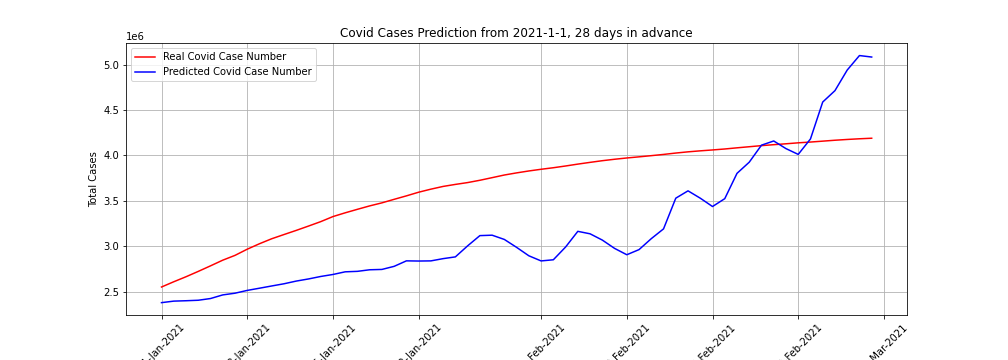 Covid Cases Prediction from 2021-1-1, 28 days in advance
1e6
Real Covid Case Number
Predicted Covid Case Number
5.0
4.5
4.0
3.5
3.0
2.5
Total Cases
-Jan-2021
-Jan-2021
-Jan-2021
-Jan-2021
Feb-2021
-Feb-2021
-Feb-2021
-Feb-2021
Mar-2021